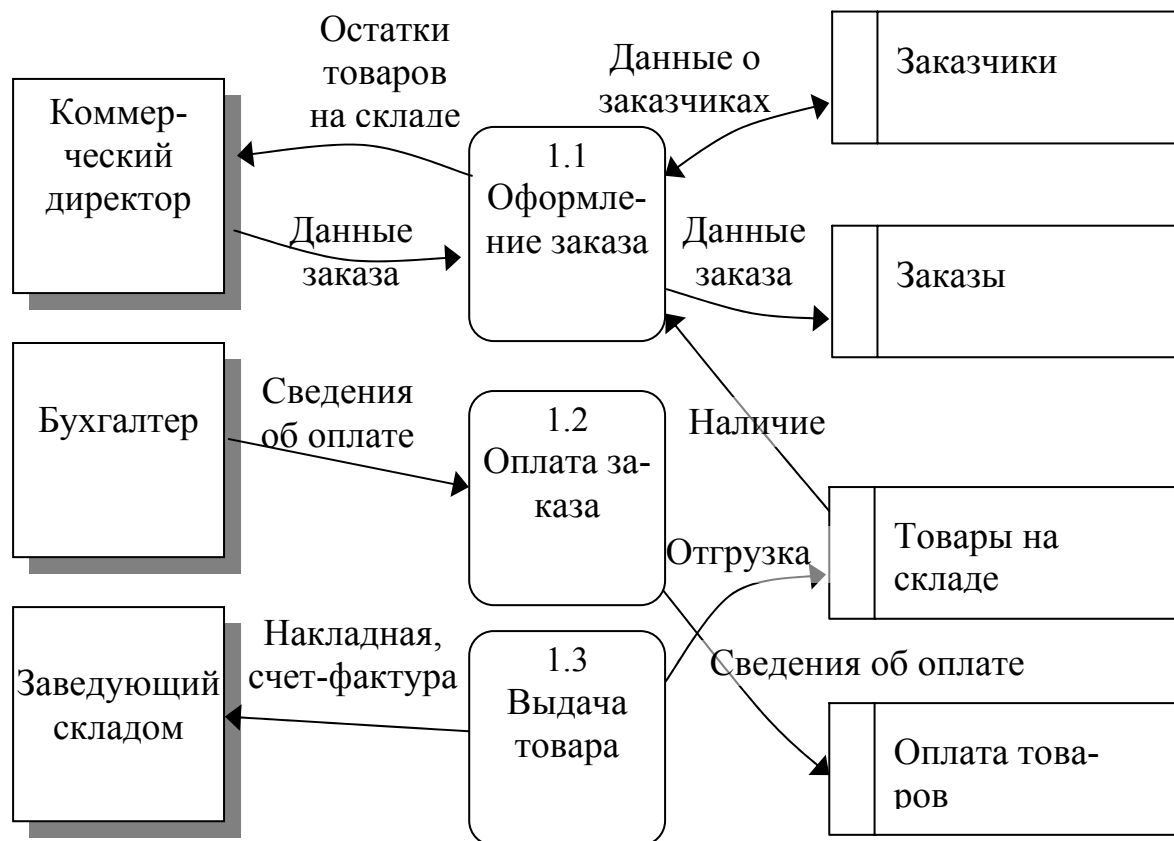 Остатки
товаров
на складе
Данные о
заказчиках
Заказчики
Коммер-
ческий
директор
1.1
Оформле-
ние заказа
Данные
заказа
Данные
заказа
Заказы
Бухгалтер
Сведения
об оплате
1.2
Оплата за-
каза
Наличие
Отгрузка
Товары на
складе
Заведующий
складом
Накладная,
счет-фактура
1.3
Выдача
товара
Сведения об оплате
Оплата това-
ров